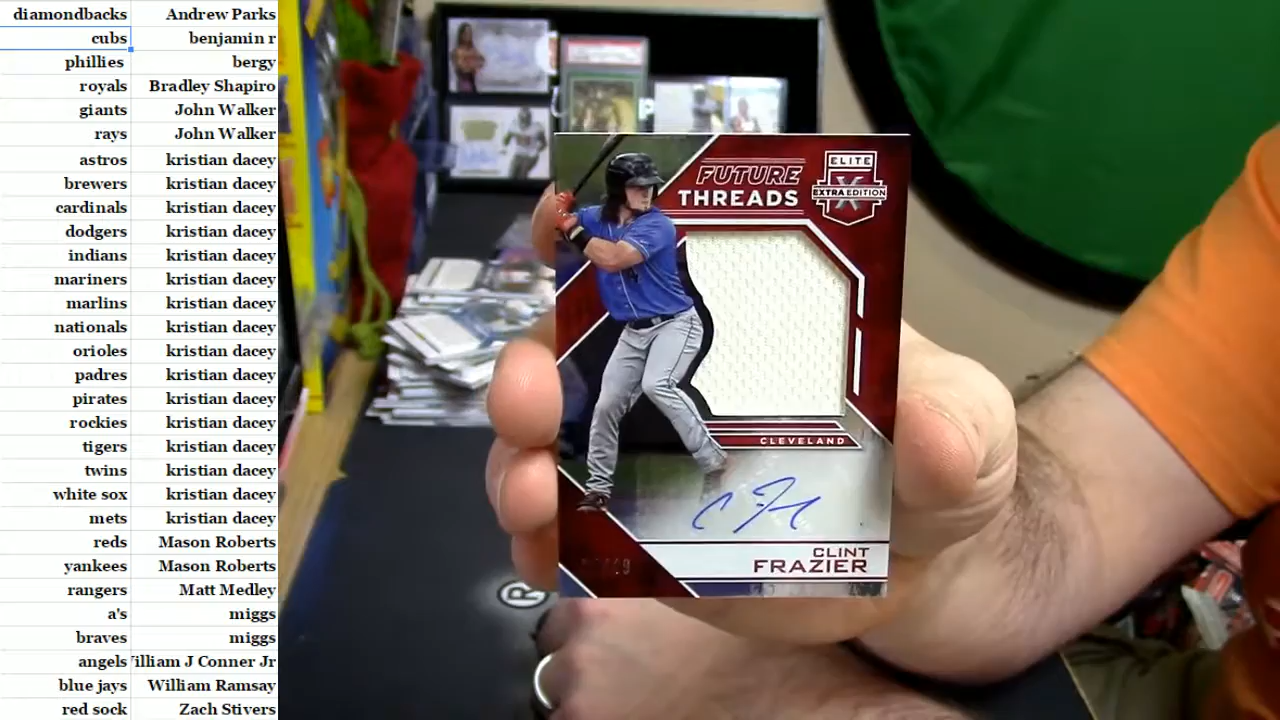 diamondbacks Andrew Parks
cubs benjamin r
phillies bergy
royals Bradley Shapiro
giants John Walker
rays John Walker
astros kristian dacey
brewers kristian dacey
cardinals kristian dacey
dodgers kristian dacey
indians kristian dacey
mariners kristian dacey
marlins kristian dacey
nationals kristian dacey
orioles kristian dacey
padres kristian dacey
pirates kristian dacey
rockies kristian dacey
tigers kristian dacey
twins kristian dacey
white sox kristian dacey
mets kristian dacey
reds Mason Roberts
yankees Mason Roberts
rangers Matt Medley
a's miggs
braves miggs
angels illiam J Conner Jr
blue jays William Ramsay
red sock Zach Stivers
FUTURE
THREADS
ELITE
X
EXTRA EDITION
CLEVELAND
CLINT
FRAZIER
®